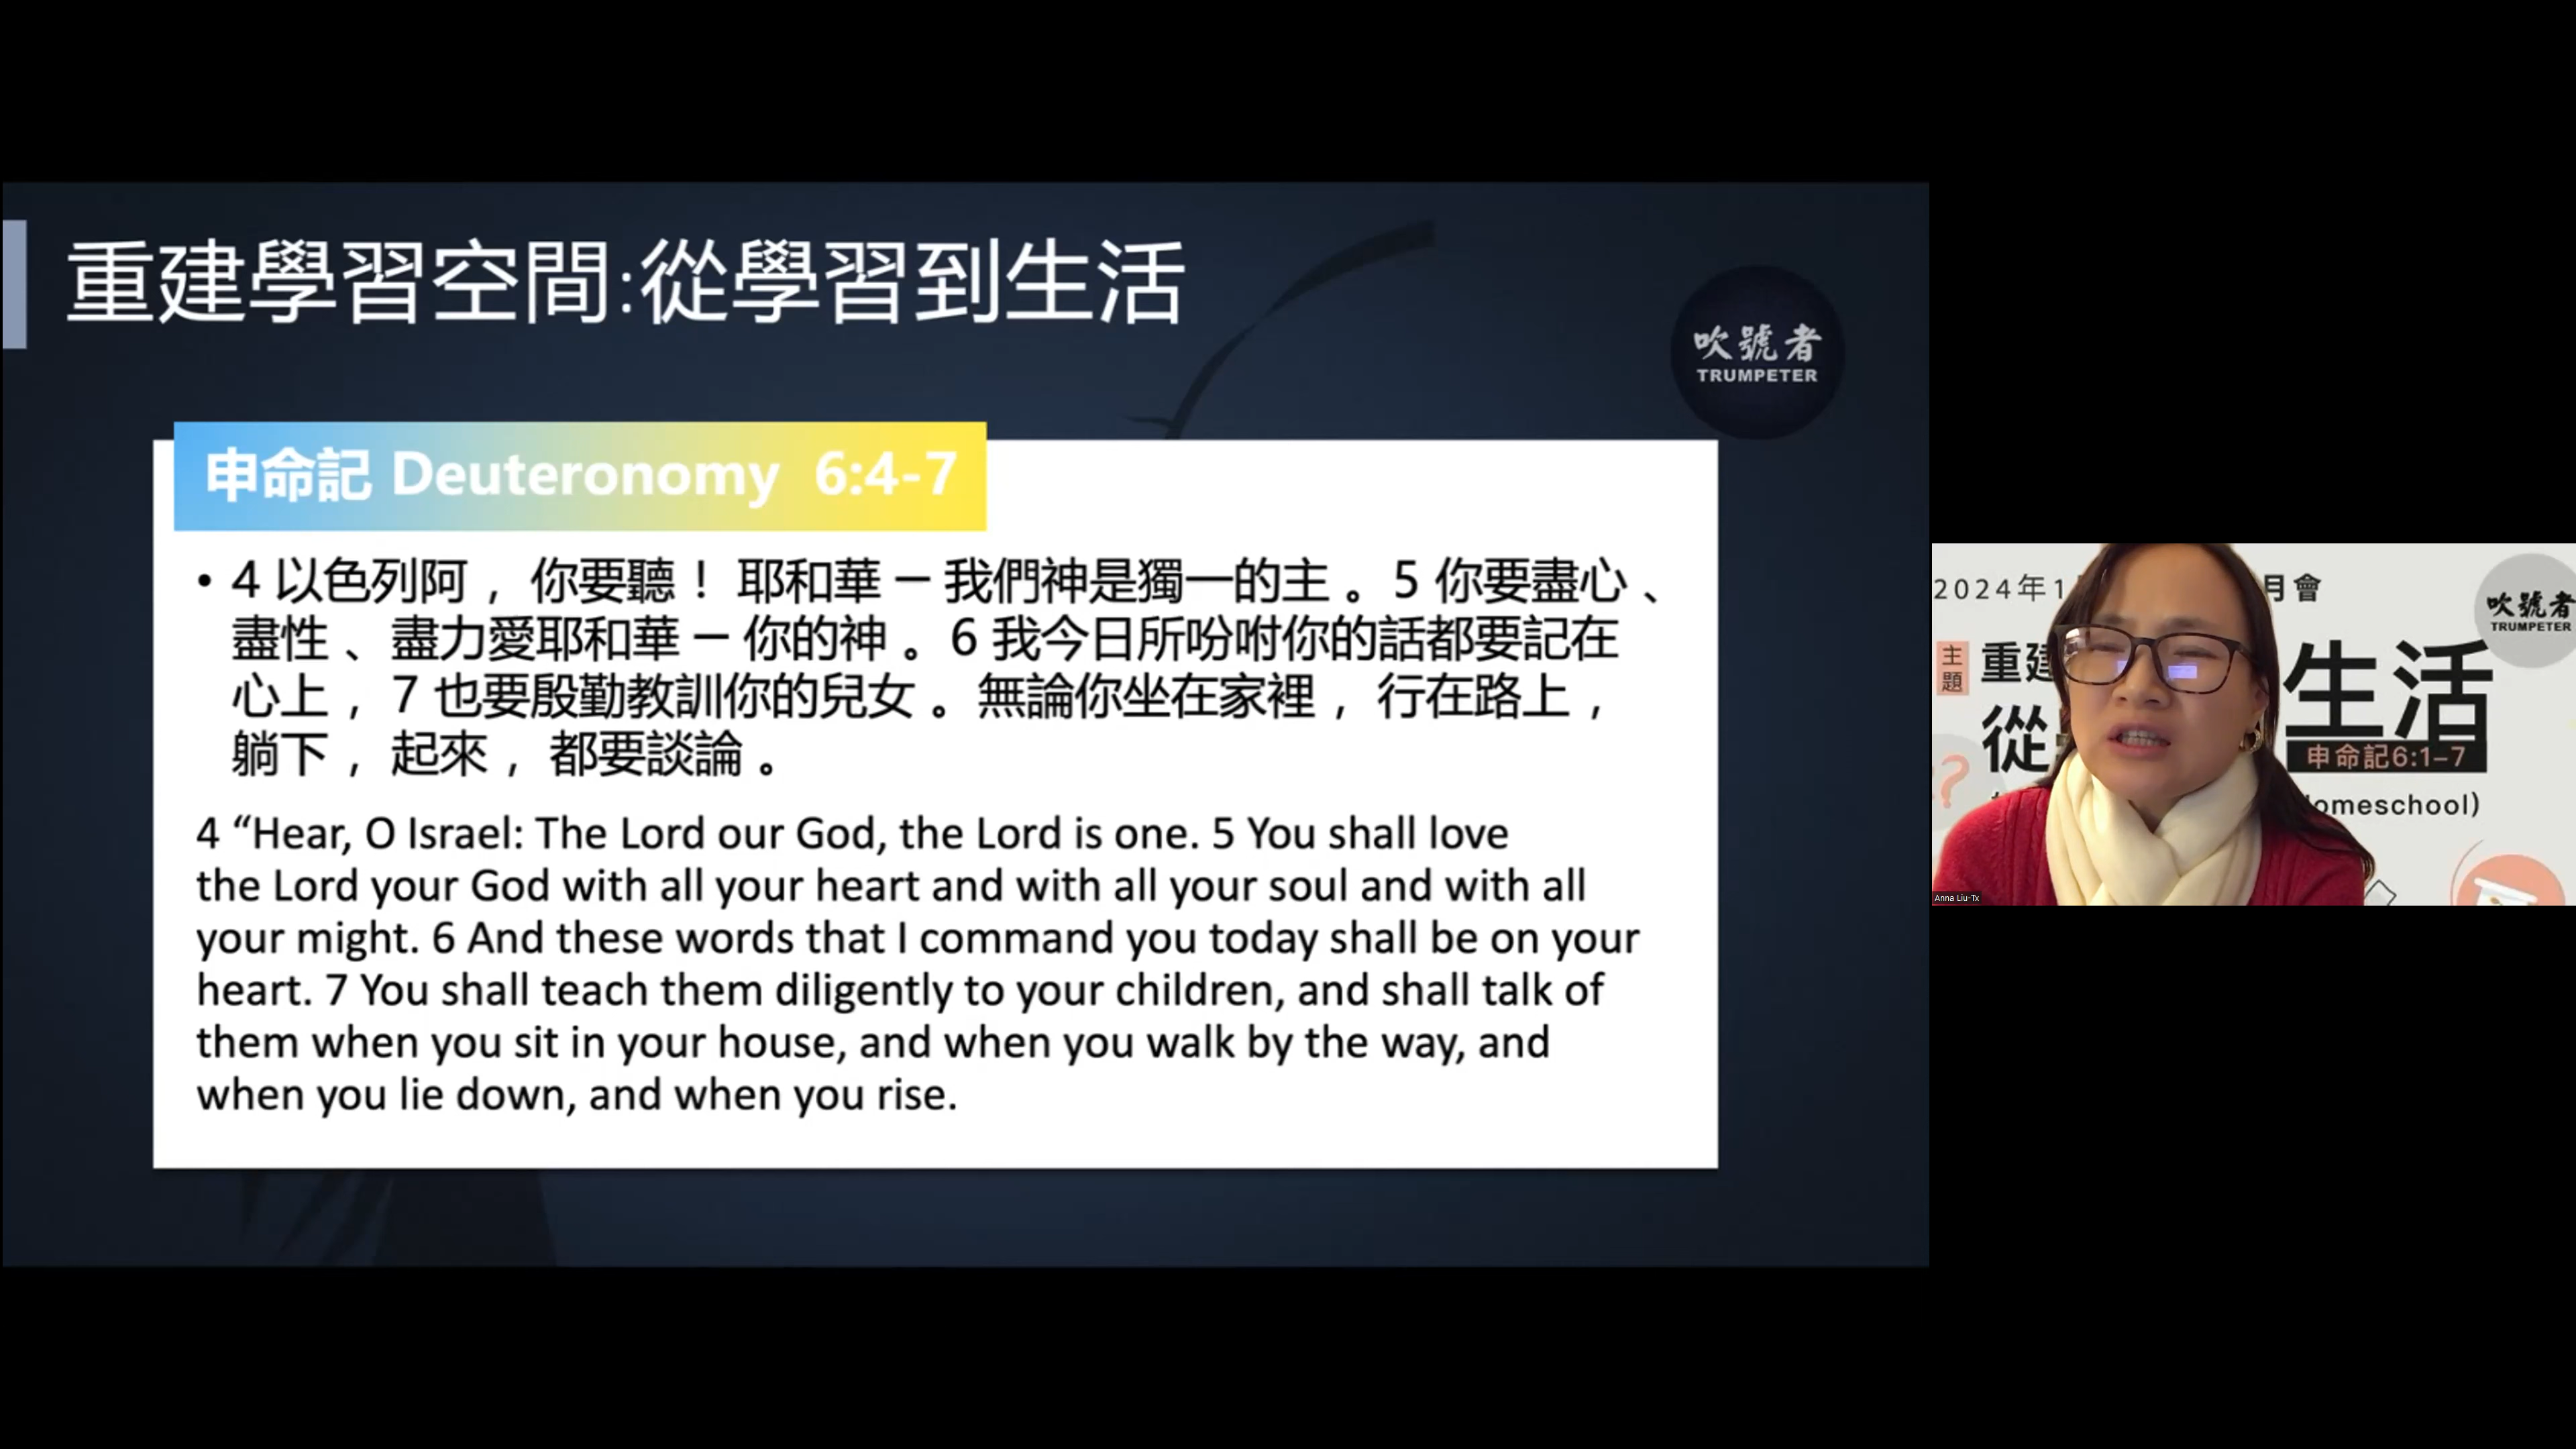 重建學習空間:從學習到生活
吹號者
TRUMPETER
申命記 Deuteronomy 6:4-7
• 4 以色列阿 ， 你要聽 ！ 耶和華 － 我們神是獨一的主 。 5 你要盡心 、
盡性 、 盡力愛耶和華 － 你的神 。 6 我今日所吩咐你的話都要記在
心上 ， 7 也要殷勤教訓你的兒女 。 無論你坐在家裡 ， 行在路上 ，
躺下 ， 起來 ， 都要談論 。
4 “Hear, O Israel: The Lord our God, the Lord is one. 5 You shall love
the Lord your God with all your heart and with all your soul and with all
your might. 6 And these words that I command you today shall be on your
heart. 7 You shall teach them diligently to your children, and shall talk of
them when you sit in your house, and when you walk by the way, and
when you lie down, and when you rise.
2024年1 月會
吹號者
TRUMPETER
主題
重建
從 生活
申命記6:1–7
omeschool)
Anna Liu-Tx